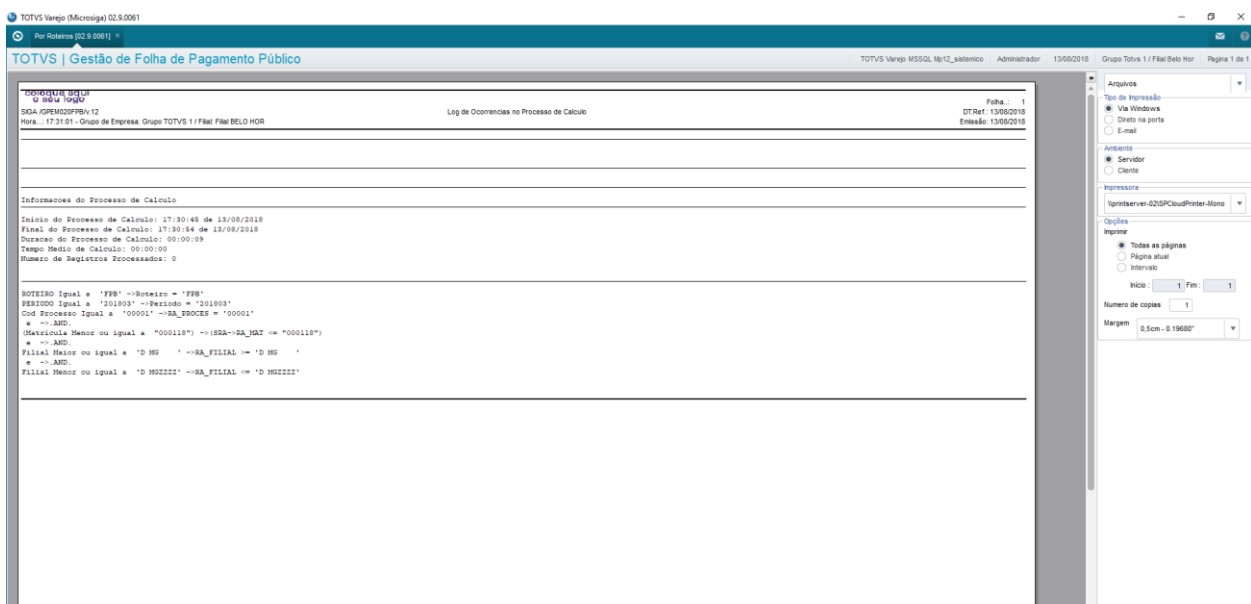 TOTVS Varejo (Microsiga) 02.9.0061
Por Roteiros [02.9.0061] ×
TOTVS | Gestão de Folha de Pagamento Público
TOTVS Varejo MSSQL Mp12_sistemico Administrador 13/08/2018 Grupo Totvs 1 / Filial Belo Hor Pagina 1 de 1
coloque aqui
o seu logo
Folha..: 1
SIGA /GPEM020FPB/v.12 Log de Ocorrencias no Processo de Calculo DT.Ref.: 13/08/2018
Hora...: 17:31:01 - Grupo de Empresa: Grupo TOTVS 1 / Filial: Filial BELO HOR Emissão: 13/08/2018
Informacoes do Processo de Calculo
Inicio do Processo de Calculo: 17:30:45 de 13/08/2018
Final do Processo de Calculo: 17:30:54 de 13/08/2018
Duracao do Processo de Calculo: 00:00:09
Tempo Medio de Calculo: 00:00:00
Numero de Registros Processados: 0
ROTEIRO Igual a 'FPB' ->Roteiro = 'FPB'
PERIODO Igual a '201803' ->Periodo = '201803'
Cod Processo Igual a '00001' ->RA_PROCES = '00001'
e ->.AND.
(Matricula Menor ou igual a "000118") ->(SRA->RA_MAT <= "000118")
e ->.AND.
Filial Maior ou igual a 'D MG ' ->RA_FILIAL >= 'D MG '
e ->.AND.
Filial Menor ou igual a 'D MGZZZZ' ->RA_FILIAL <= 'D MGZZZZ'
Arquivos
Tipo de Impressão
Via Windows
Direto na porta
E-mail
Ambiente
Servidor
Cliente
Impressora
\\printserver-02\SPCloudPrinter-Mono
Opções
Imprimir
Todas as páginas
Página atual
Intervalo
Início : 1 Fim : 1
Numero de copias 1
Margem 0,5cm - 0.19680"